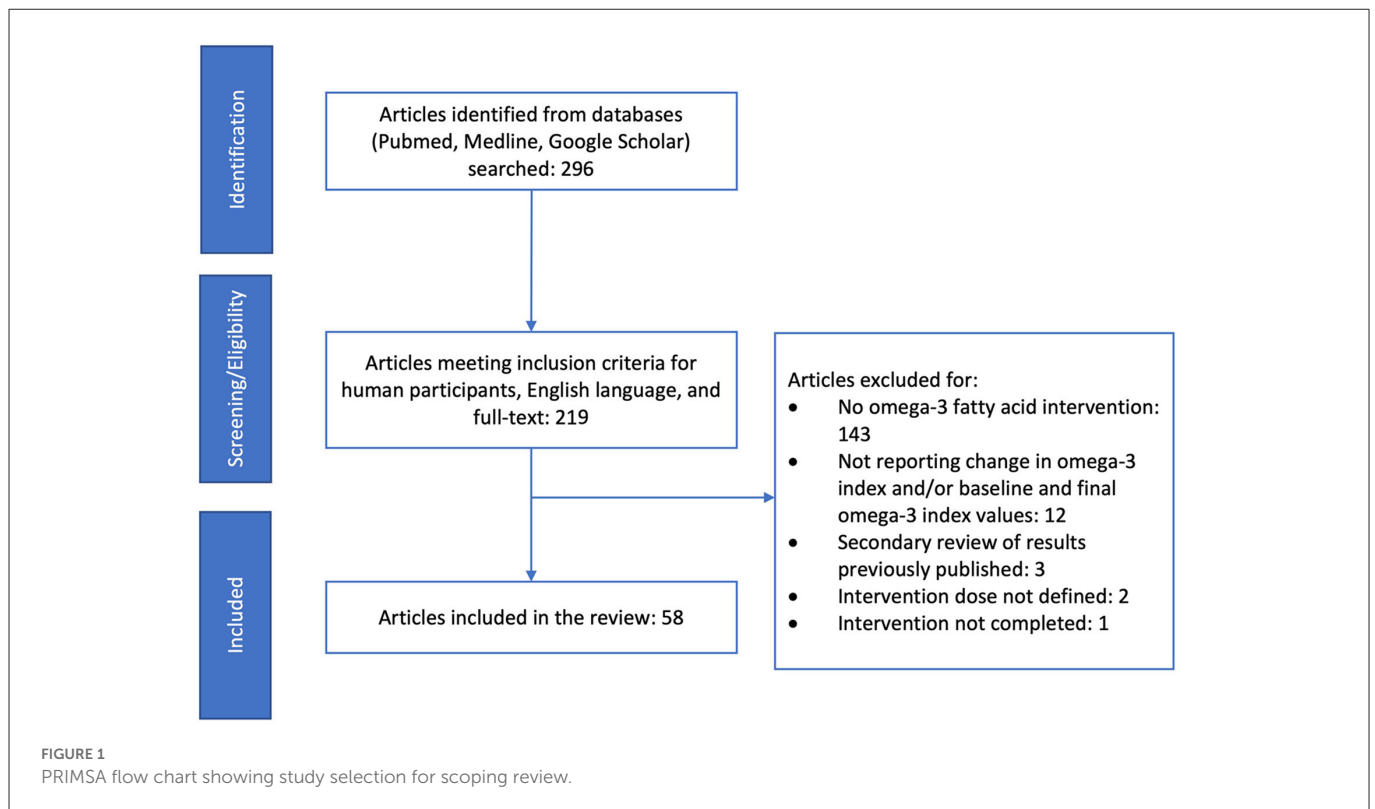 Identification
Articles identified from databases
(Pubmed, Medline, Google Scholar)
searched: 296
Screening/Eligibility
Articles meeting inclusion criteria for
human participants, English language, and
full-text: 219
Articles excluded for:
• No omega-3 fatty acid intervention:
143
• Not reporting change in omega-3
index and/or baseline and final
omega-3 index values: 12
• Secondary review of results
previously published: 3
• Intervention dose not defined: 2
• Intervention not completed: 1
Included
Articles included in the review: 58
FIGURE 1
PRIMSA flow chart showing study selection for scoping review.